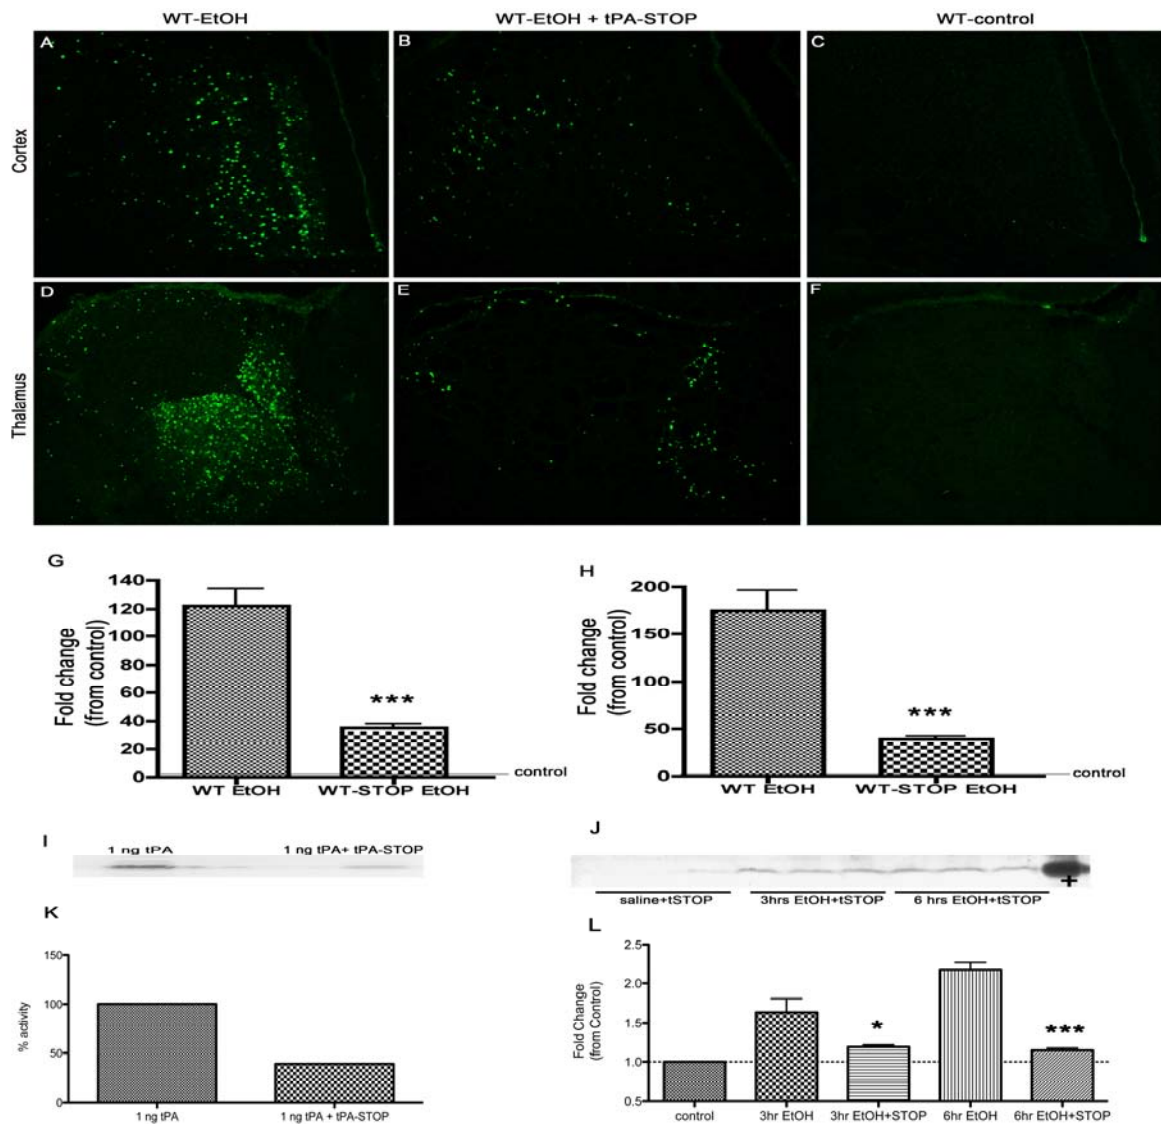 WT-EtOH WT-EtOH + tPA-STOP WT-control
A B C
Cortex
D E F
Thalamus
G
140
120
100
80
60
40
20
0
Fold change
(from control)
***
control
WT EtOH WT-STOP EtOH
H
200
150
100
50
0
Fold change
(from control)
***
control
WT EtOH WT-STOP EtOH
I
1 ng tPA 1 ng tPA+ tPA-STOP
J
+
saline+tSTOP 3hrs EtOH+tSTOP 6 hrs EtOH+tSTOP
K
150
100
50
0
% activity
1 ng tPA 1 ng tPA + tPA-STOP
L
2.5
2.0
1.5
1.0
0.5
Fold Change
(from Control)
*
***
control 3hr EtOH 3hr EtOH+STOP 6hr EtOH 6hr EtOH+STOP